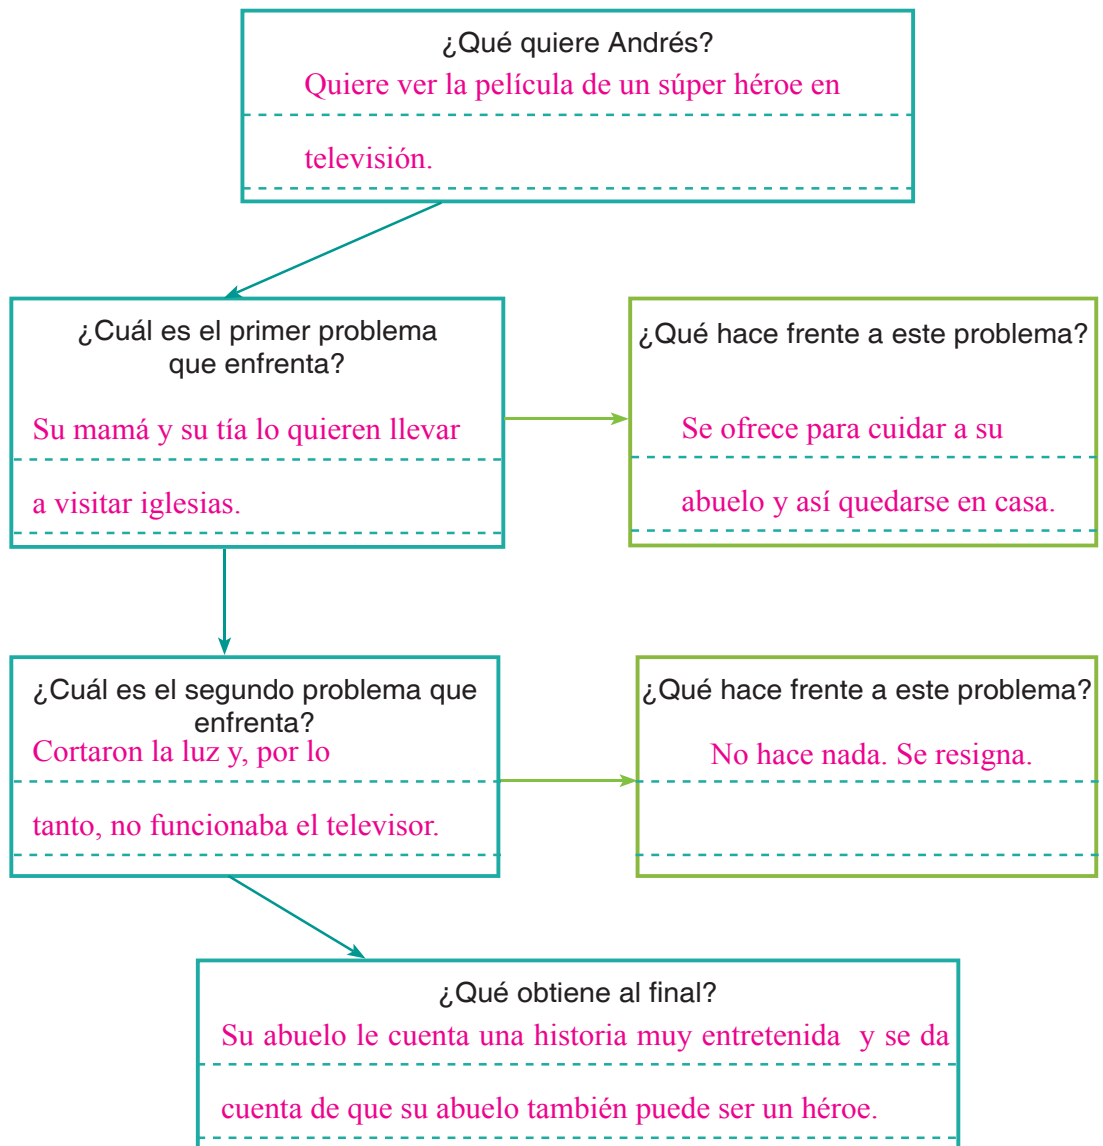 ¿Qué quiere Andrés?
Quiere ver la película de un súper héroe en
televisión.
¿Cuál es el primer problema
que enfrenta?
Su mamá y su tía lo quieren llevar
a visitar iglesias.
¿Qué hace frente a este problema?
Se ofrece para cuidar a su
abuelo y así quedarse en casa.
¿Cuál es el segundo problema que
enfrenta?
Cortaron la luz y, por lo
tanto, no funcionaba el televisor.
¿Qué hace frente a este problema?
No hace nada. Se resigna.
¿Qué obtiene al final?
Su abuelo le cuenta una historia muy entretenida y se da
cuenta de que su abuelo también puede ser un héroe.